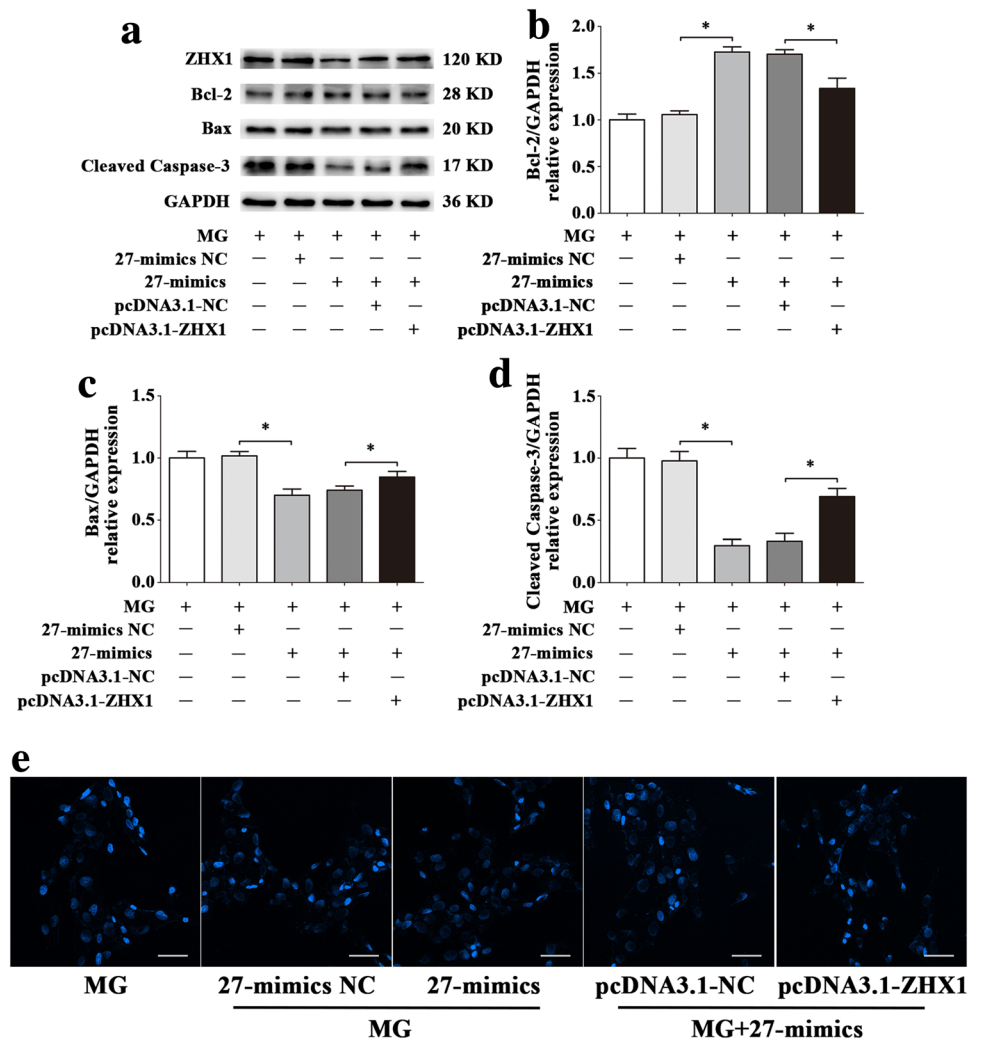 a
ZHX1 120 KD
Bcl-2 28 KD
Bax 20 KD
Cleaved Caspase-3 17 KD
GAPDH 36 KD
MG + + + + +
27-mimics NC — + — — —
27-mimics — — + + +
pcDNA3.1-NC — — — + —
pcDNA3.1-ZHX1 — — — — +
b
Bcl-2/GAPDH
relative expression
2.0
1.5
1.0
0.5
0.0
* *
MG + + + + +
27-mimics NC — + — — —
27-mimics — — + + +
pcDNA3.1-NC — — — + —
pcDNA3.1-ZHX1 — — — — +
c
Bax/GAPDH
relative expression
1.5
1.0
0.5
0.0
* *
MG + + + + +
27-mimics NC — + — — —
27-mimics — — + + +
pcDNA3.1-NC — — — + —
pcDNA3.1-ZHX1 — — — — +
d
Cleaved Caspase-3/GAPDH
relative expression
1.5
1.0
0.5
0.0
* *
MG + + + + +
27-mimics NC — + — — —
27-mimics — — + + +
pcDNA3.1-NC — — — + —
pcDNA3.1-ZHX1 — — — — +
e
MG 27-mimics NC 27-mimics pcDNA3.1-NC pcDNA3.1-ZHX1
MG MG+27-mimics